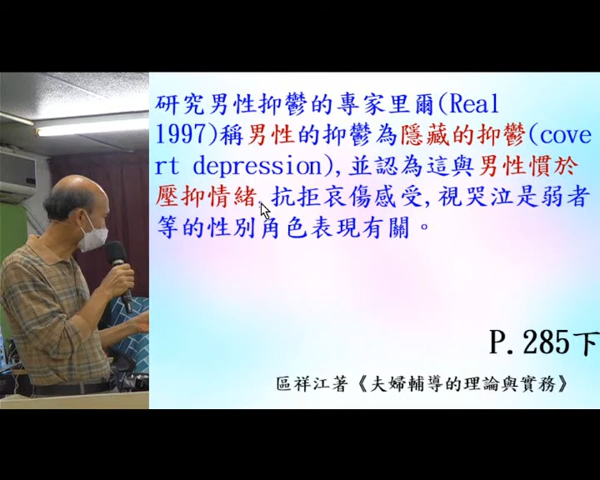 研究男性抑鬱的專家里爾(Real
1997)稱男性的抑鬱為隱藏的抑鬱(cove
rt depression),並認為這與男性慣於
壓抑情緒,抗拒哀傷感受,視哭泣是弱者
等的性別角色表現有關。
P.285下
區祥江著《夫婦輔導的理論與實務》